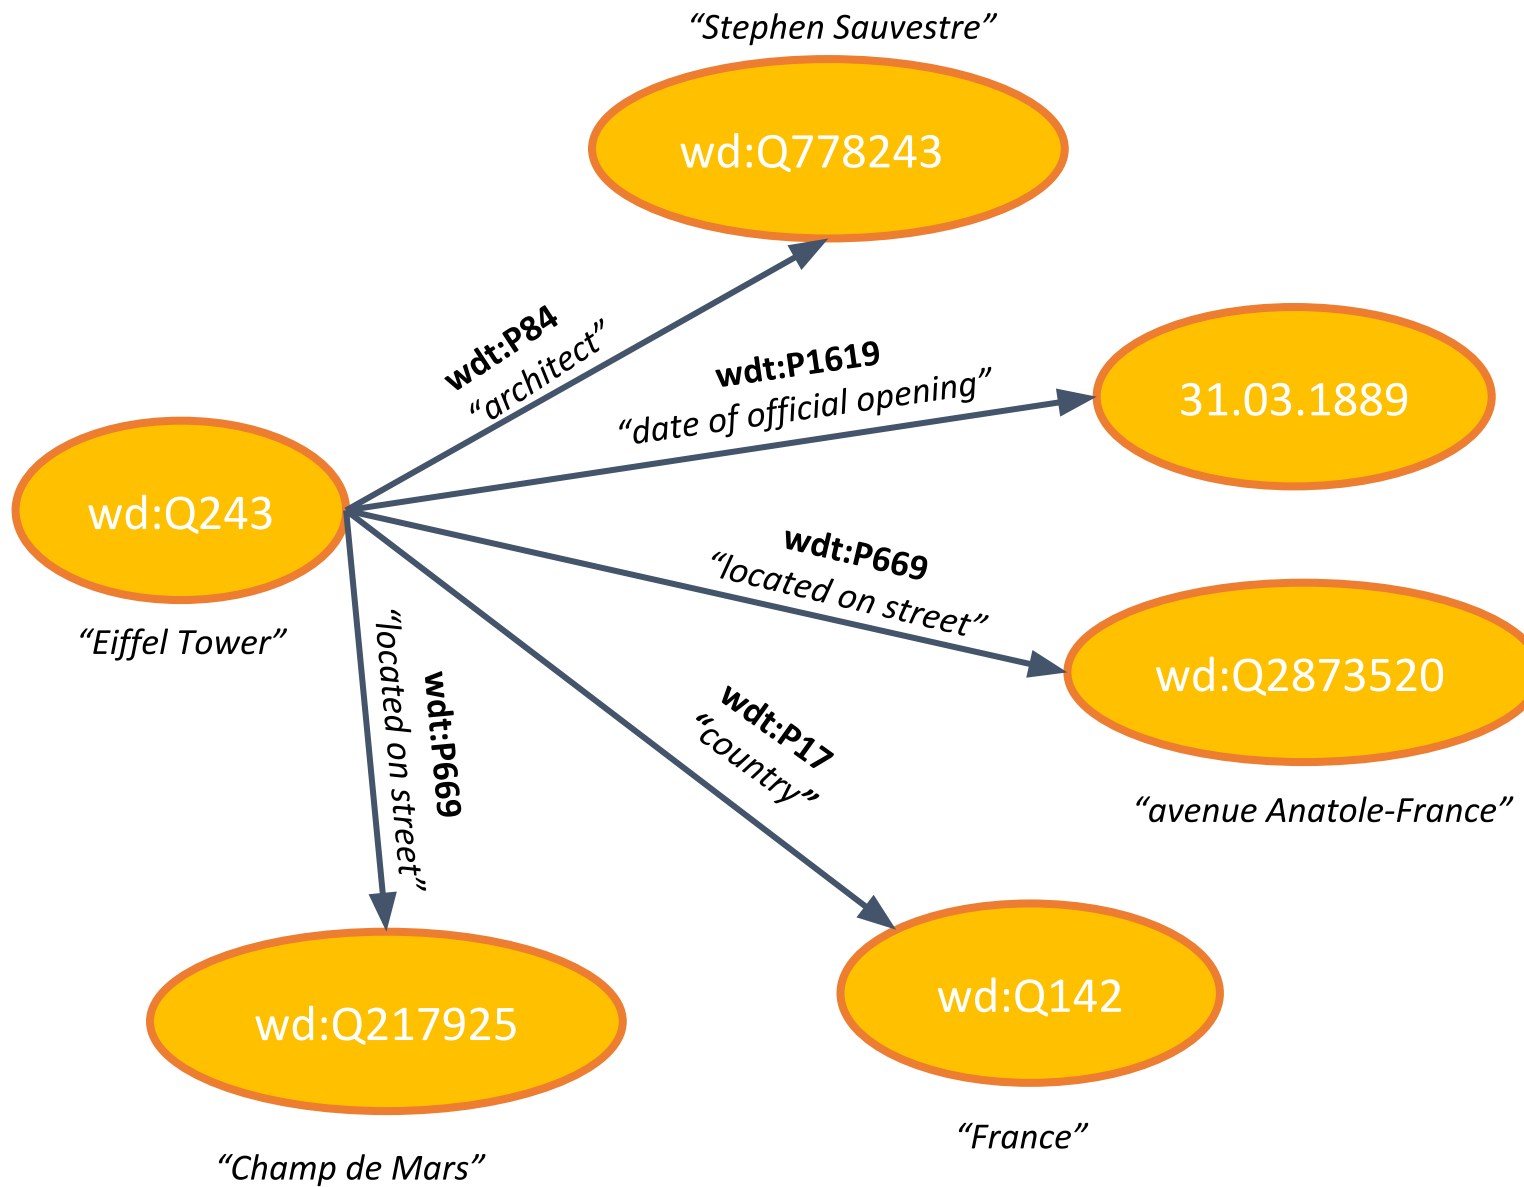 “Stephen Sauvestre”
wd:Q778243
wdt:P84
“architect”
wdt:P1619
“date of official opening”
31.03.1889
wd:Q243
“Eiffel Tower”
wdt:P669
“located on street”
wd:Q2873520
“avenue Anatole-France”
wdt:P17
“country”
wd:Q142
“France”
wdt:P669
“located on street”
wd:Q217925
“Champ de Mars”